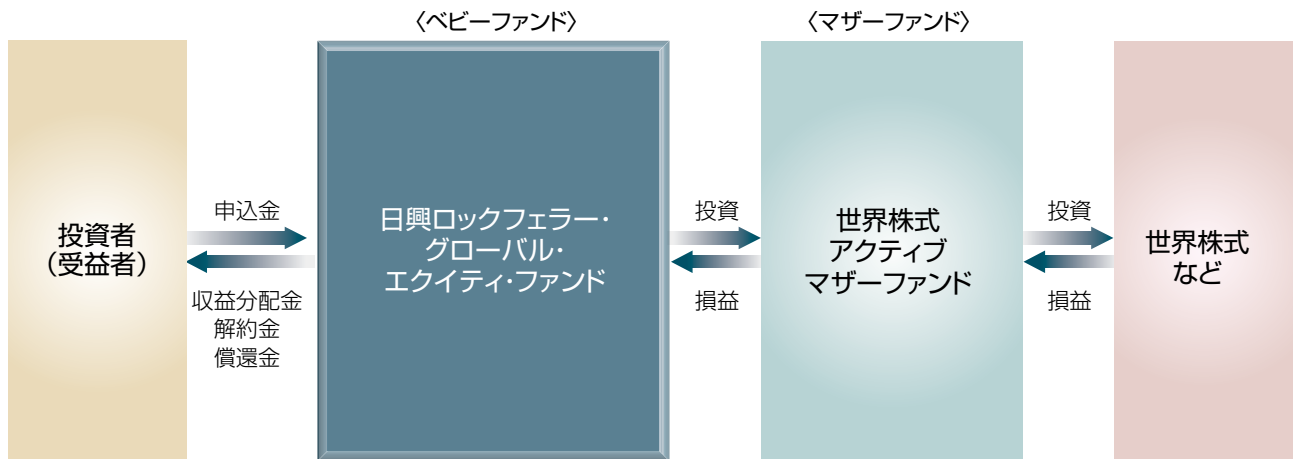 〈ベビーファンド〉
〈マザーファンド〉
投資者
(受益者)
申込金
収益分配金
解約金
償還金
日興ロックフェラー・
グローバル・
エクイティ・ファンド
投資
損益
世界株式
アクティブ
マザーファンド
投資
損益
世界株式
など